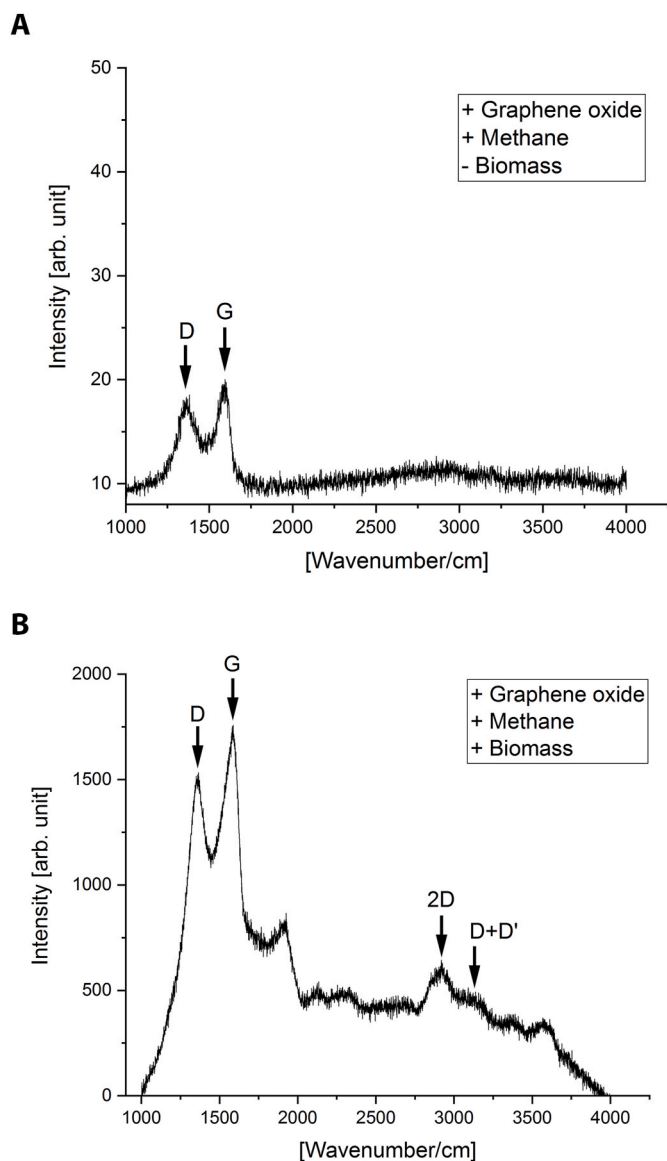 A
50
40
30
20
10
Intensity [arb. unit]
+ Graphene oxide
+ Methane
- Biomass
D
G
1000 1500 2000 2500 3000 3500 4000
[Wavenumber/cm]
B
2000
1500
1000
500
0
Intensity [arb. unit]
+ Graphene oxide
+ Methane
+ Biomass
G
D
2D
D+D'
1000 1500 2000 2500 3000 3500 4000
[Wavenumber/cm]